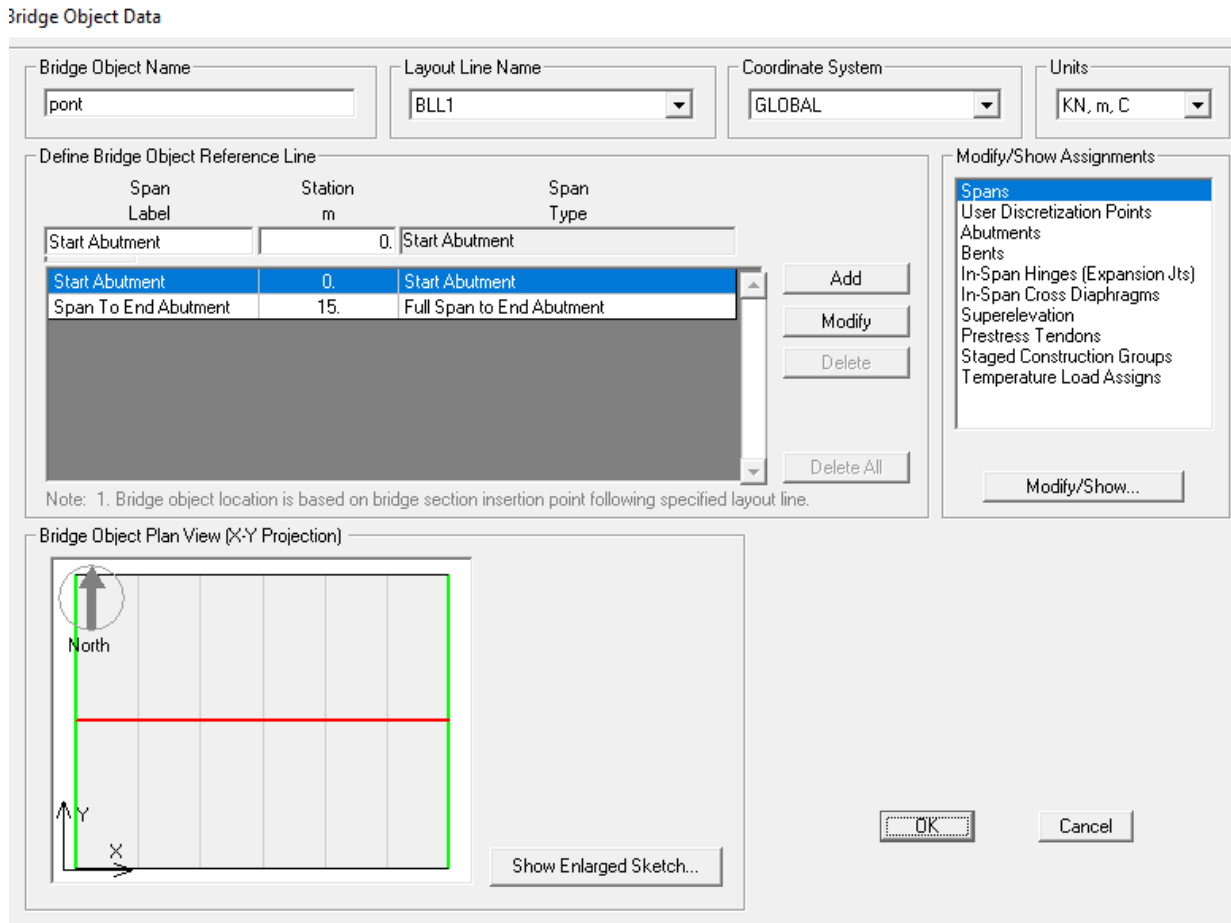 Bridge Object Data
Bridge Object Name
Layout Line Name
Coordinate System
Units
pont
BLL1
GLOBAL
KN, m, C
Define Bridge Object Reference Line
Span Label
Station m
Span Type
Start Abutment 0. Start Abutment
Start Abutment 0. Start Abutment
Span To End Abutment 15. Full Span to End Abutment
Add
Modify
Delete
Delete All
Note: 1. Bridge object location is based on bridge section insertion point following specified layout line.
Modify/Show Assignments
Spans
User Discretization Points
Abutments
Bents
In-Span Hinges (Expansion Jts)
In-Span Cross Diaphragms
Superelevation
Prestress Tendons
Staged Construction Groups
Temperature Load Assigns
Modify/Show...
Bridge Object Plan View (X-Y Projection)
North
Y
X
Show Enlarged Sketch...
OK
Cancel